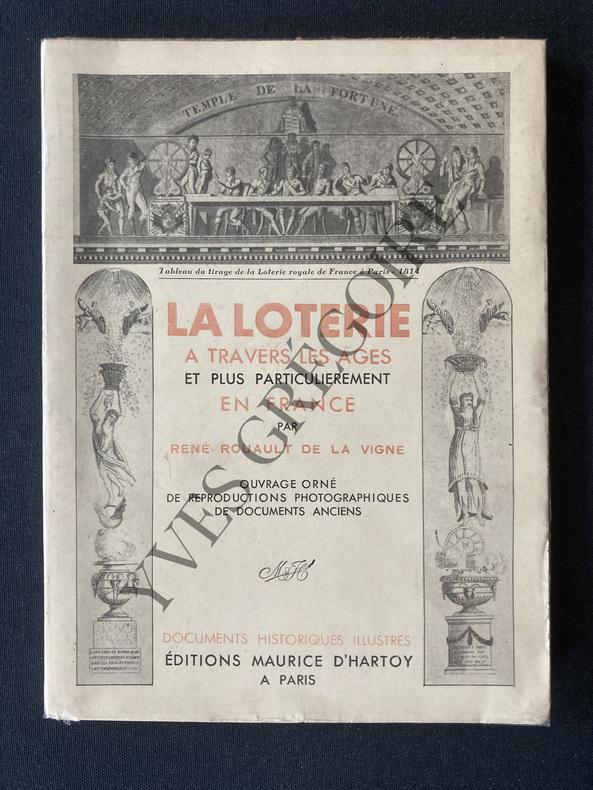 TEMPLE DE LA FORTUNE.
Tableau du tirage de la Loterie royale de France à Paris - 1814
LA LOTERIE
A TRAVERS LES AGES
ET PLUS PARTICULIEREMENT
EN FRANCE
PAR
RENÉ ROUAULT DE LA VIGNE
OUVRAGE ORNÉ
DE REPRODUCTIONS PHOTOGRAPHIQUES
DE DOCUMENTS ANCIENS
DOCUMENTS HISTORIQUES ILLUSTRÉS
ÉDITIONS MAURICE D'HARTOY
A PARIS
YVES GRÉGOIRE